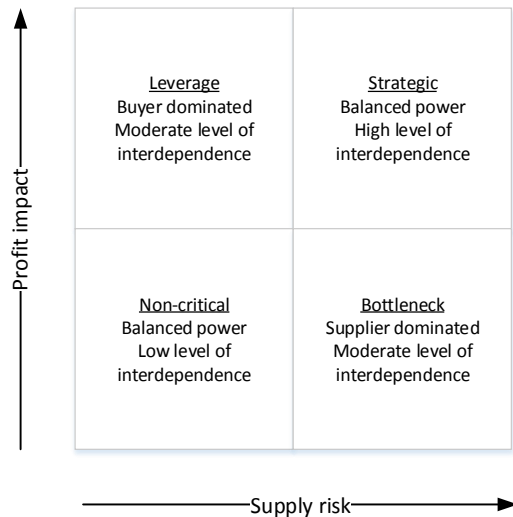 Profit impact
Leverage
Buyer dominated
Moderate level of
interdependence
Strategic
Balanced power
High level of
interdependence
Non-critical
Balanced power
Low level of
interdependence
Bottleneck
Supplier dominated
Moderate level of
interdependence
Supply risk